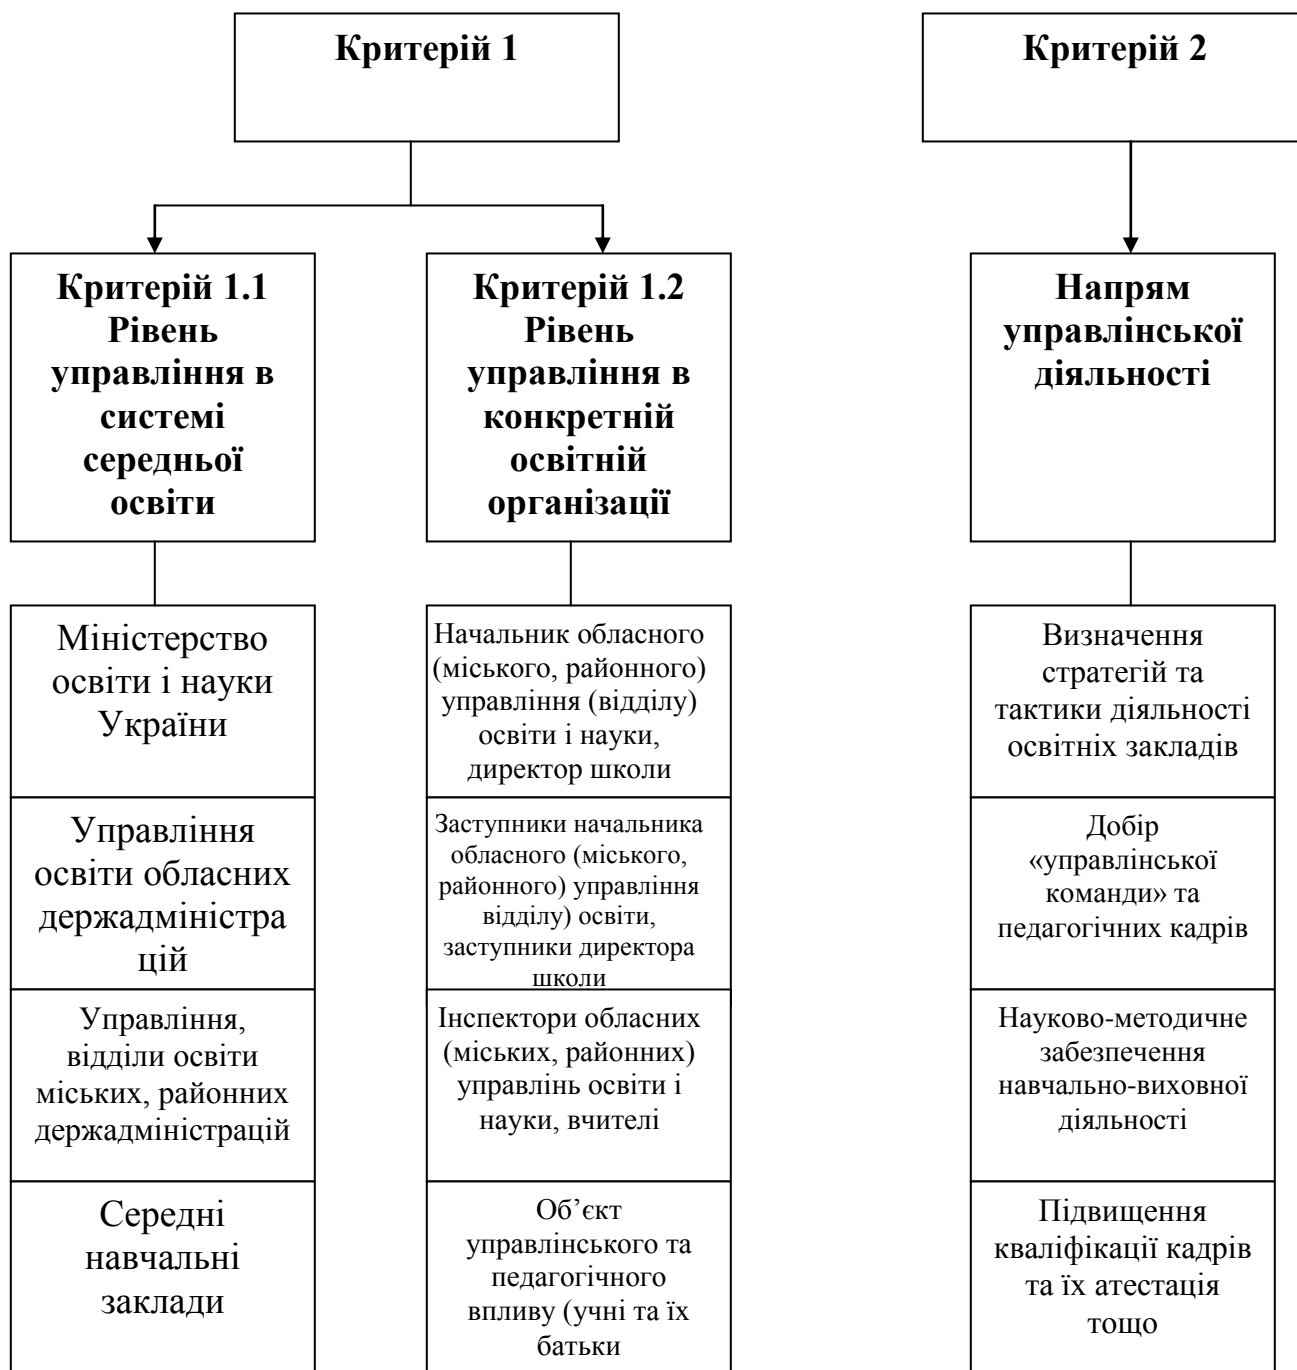 Критерій 1
Критерій 2
Критерій 1.1
Рівень
управління в
системі
середньої
освіти
Критерій 1.2
Рівень
управління в
конкретній
освітній
організації
Напрям
управлінської
діяльності
Міністерство
освіти і науки
України
Управління
освіти обласних
держадміністра
цій
Управління,
відділи освіти
міських, районних
держадміністрацій
Середні
навчальні
заклади
Начальник обласного
(міського, районного)
управління (відділу)
освіти і науки,
директор школи
Заступники начальника
обласного (міського,
районного) управління
відділу) освіти,
заступники директора
школи
Інспектори обласних
(міських, районних)
управлінь освіти і
науки, вчителі
Об’єкт
управлінського та
педагогічного
впливу (учні та їх
батьки
Визначення
стратегій та
тактики діяльності
освітніх закладів
Добір
«управлінської
команди» та
педагогічних кадрів
Науково-методичне
забезпечення
навчально-виховної
діяльності
Підвищення
кваліфікації кадрів
та їх атестація
тощо